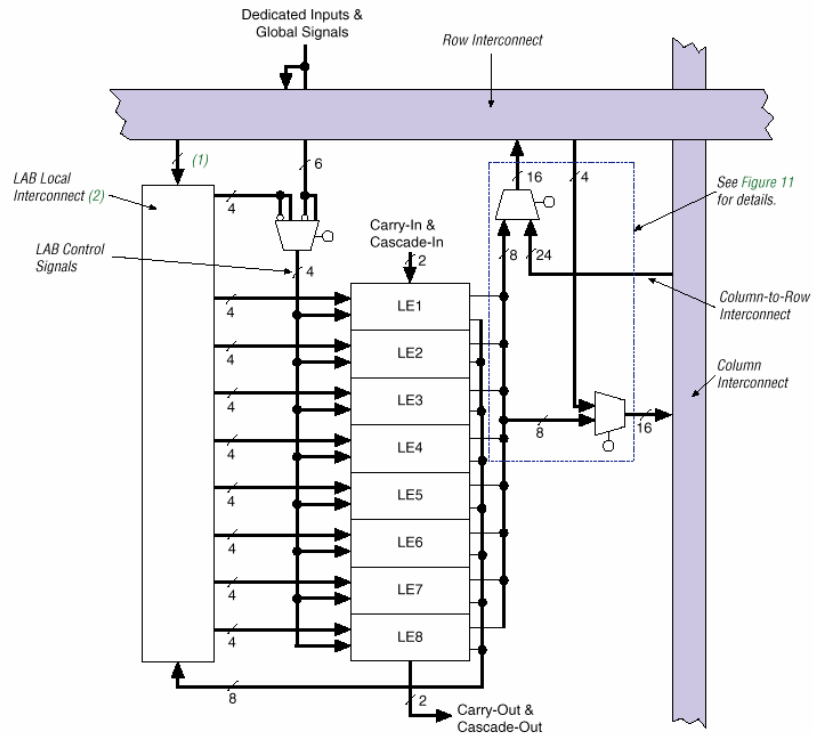 Dedicated Inputs &
Global Signals
Row Interconnect
(1)
6
16
4
LAB Local
Interconnect (2)
4
See Figure 11
for details.
Carry-In &
Cascade-In
LAB Control
Signals
4
2
8
24
Column-to-Row
Interconnect
LE1
4
LE2
4
Column
Interconnect
LE3
4
8
16
LE4
4
LE5
4
LE6
4
LE7
4
LE8
4
8
2
Carry-Out &
Cascade-Out